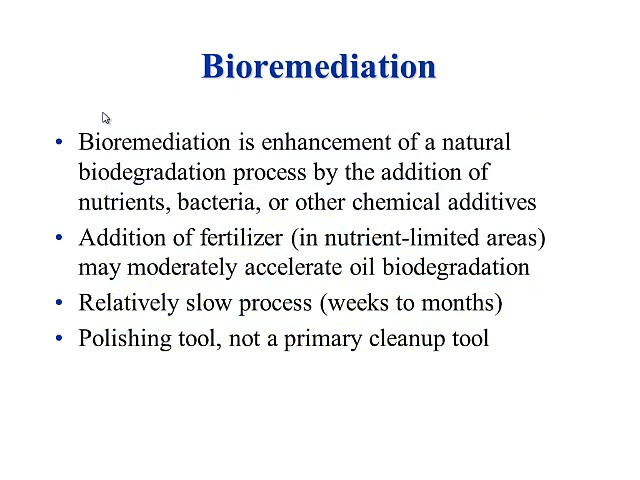 Bioremediation
• Bioremediation is enhancement of a natural
biodegradation process by the addition of
nutrients, bacteria, or other chemical additives
• Addition of fertilizer (in nutrient-limited areas)
may moderately accelerate oil biodegradation
• Relatively slow process (weeks to months)
• Polishing tool, not a primary cleanup tool